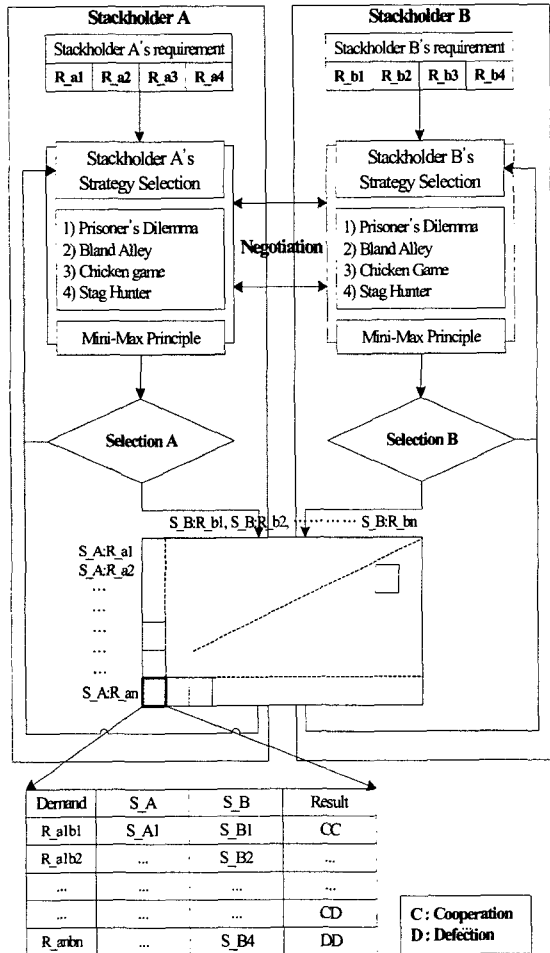 Stackholder A
Stackholder B
Stackholder A's requirement
R_a1 R_a2 R_a3 R_a4
Stackholder B's requirement
R_b1 R_b2 R_b3 R_b4
Stackholder A's
Strategy Selection
1) Prisoner's Dilemma
2) Bland Alley
3) Chicken game
4) Stag Hunter
Mini-Max Principle
Negotiation
Stackholder B's
Strategy Selection
1) Prisoner's Dilemma
2) Bland Alley
3) Chicken Game
4) Stag Hunter
Mini-Max Principle
Selection A
Selection B
S_B:R_b1, S_B:R_b2, ·········· S_B:R_bn
S_A:R_a1
S_A:R_a2
...
...
...
...
S_A:R_an
Demand S_A S_B Result
R_a1b1 S_A1 S_B1 CC
R_a1b2 ... S_B2 ...
... ... ... ...
... ... ... CD
R_anbn ... S_B4 DD
C : Cooperation
D : Defection